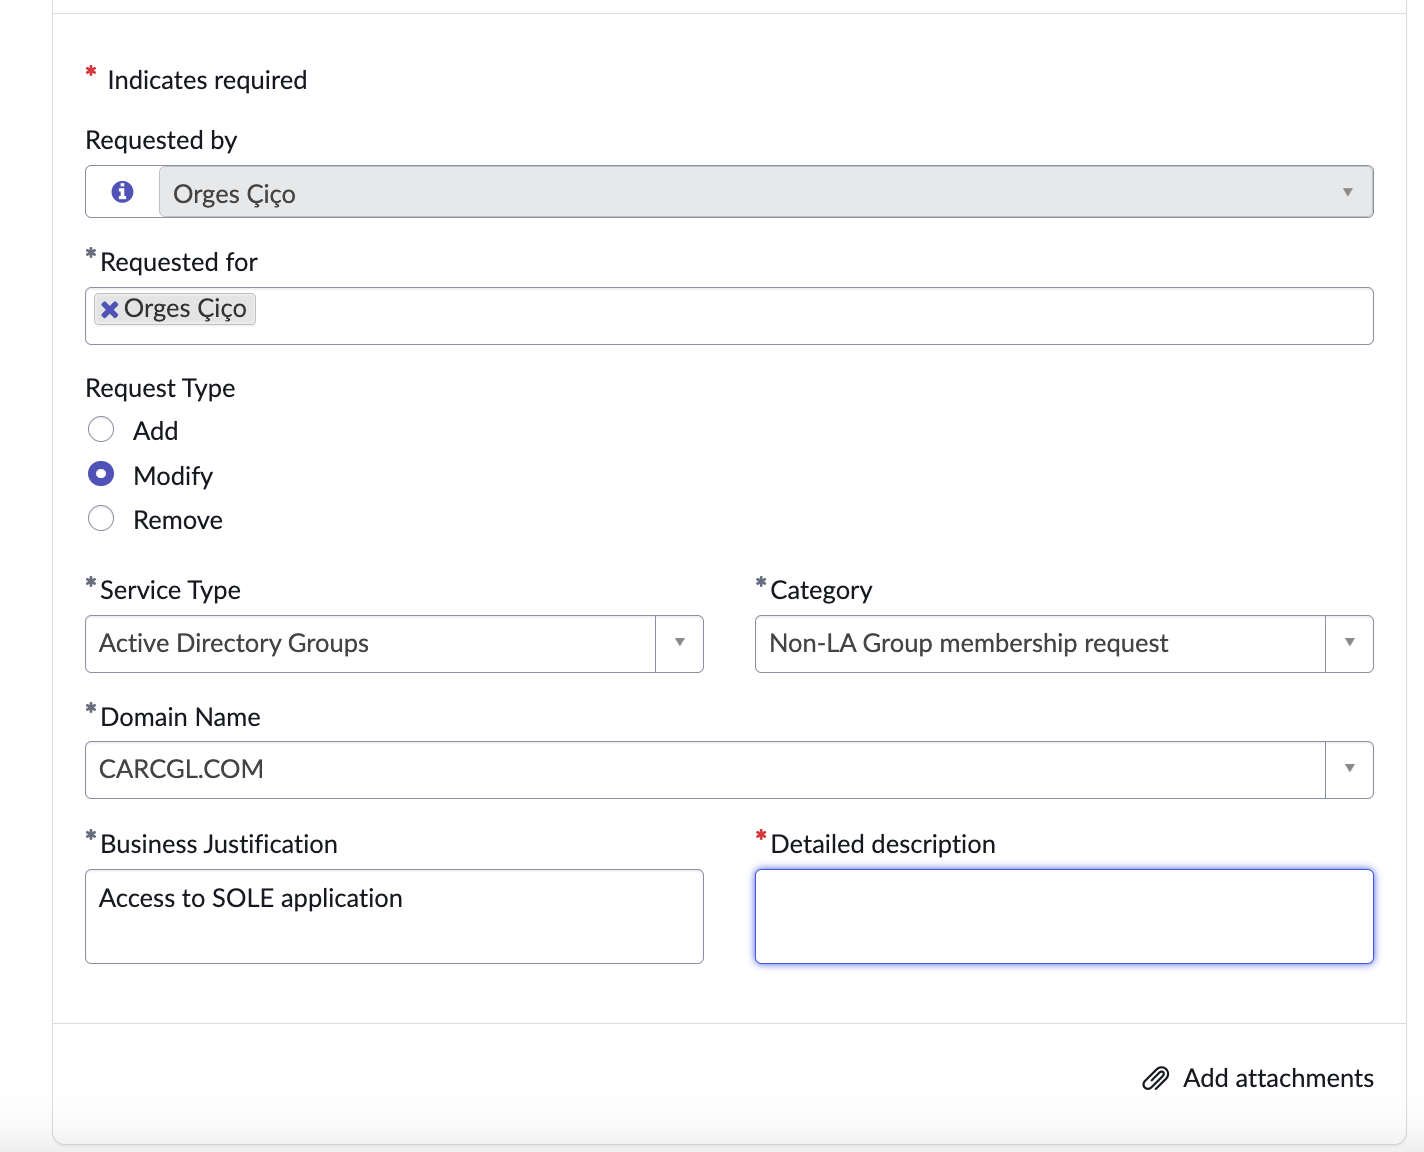 * Indicates required
Requested by
Orges Çiço
* Requested for
Orges Çiço
Request Type
Add
Modify
Remove
* Service Type
Active Directory Groups
* Category
Non-LA Group membership request
* Domain Name
CARCGL.COM
* Business Justification
Access to SOLE application
* Detailed description
Add attachments